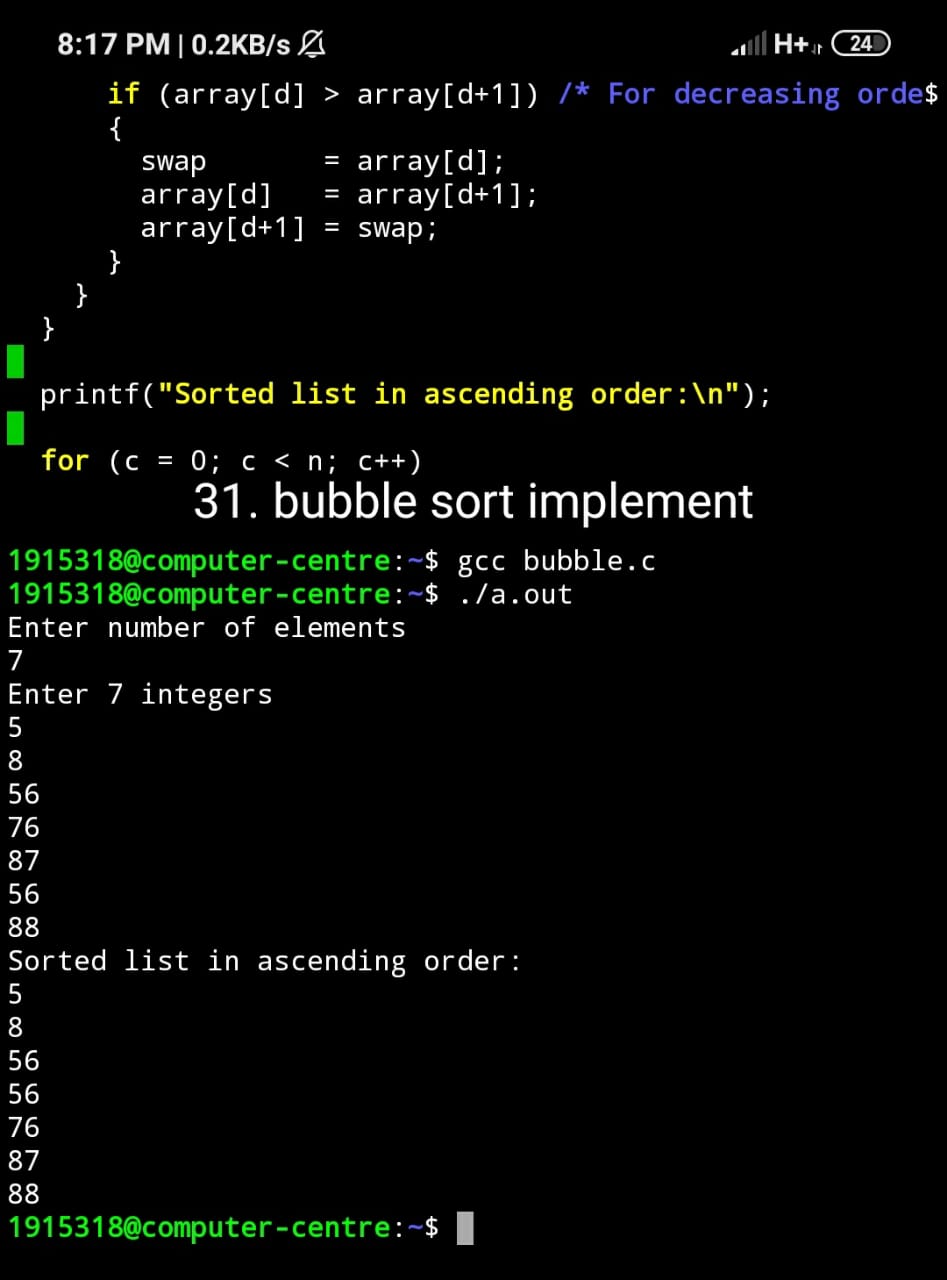 8:17 PM | 0.2KB/s H+ 24
if (array[d] > array[d+1]) /* For decreasing orde$
{
swap       = array[d];
array[d]   = array[d+1];
array[d+1] = swap;
}
}
}
printf("Sorted list in ascending order:\n");
for (c = 0; c < n; c++)
31. bubble sort implement
1915318@computer-centre:~$ gcc bubble.c
1915318@computer-centre:~$ ./a.out
Enter number of elements
7
Enter 7 integers
5
8
56
76
87
56
88
Sorted list in ascending order:
5
8
56
56
76
87
88
1915318@computer-centre:~$